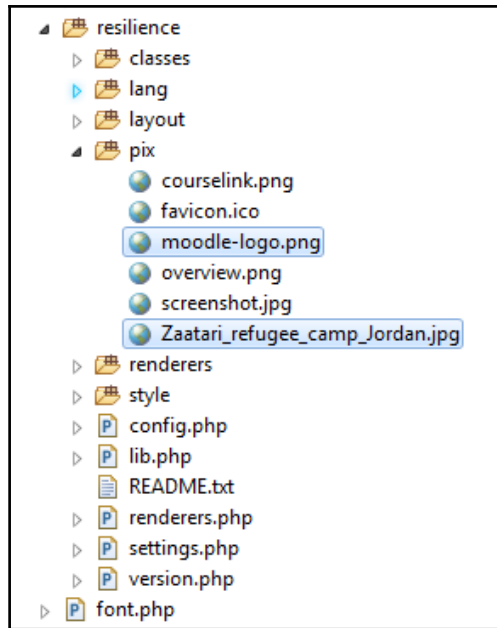 resilience
classes
lang
layout
pix
courselink.png
favicon.ico
moodle-logo.png
overview.png
screenshot.jpg
Zaatari_refugee_camp_Jordan.jpg
renderers
style
config.php
lib.php
README.txt
renderers.php
settings.php
version.php
font.php